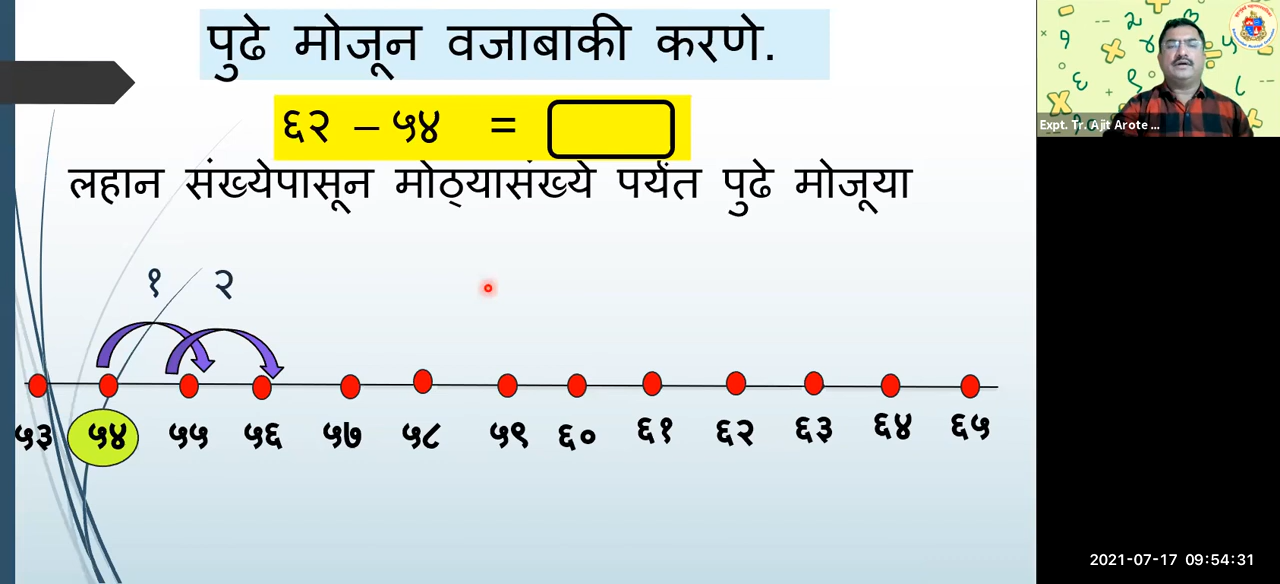 पुढे मोजून वजाबाकी करणे.
६२ – ५४ =
लहान संख्येपासून मोठ्यासंख्ये पर्यंत पुढे मोजूया
१ २
५३ ५४ ५५ ५६ ५७ ५८ ५९ ६० ६१ ६२ ६३ ६४ ६५
Expt. Tr. Ajit Arote ...
2021-07-17 09:54:31